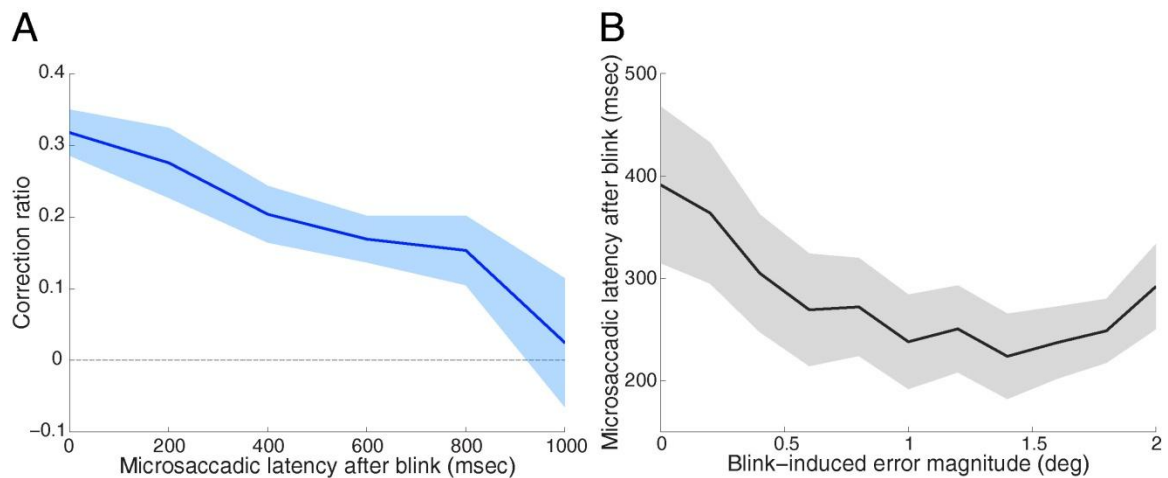 A
Correction ratio
0.4
0.3
0.2
0.1
0
-0.1
0 200 400 600 800 1000
Microsaccadic latency after blink (msec)
B
Microsaccadic latency after blink (msec)
500
400
300
200
0 0.5 1 1.5 2
Blink-induced error magnitude (deg)